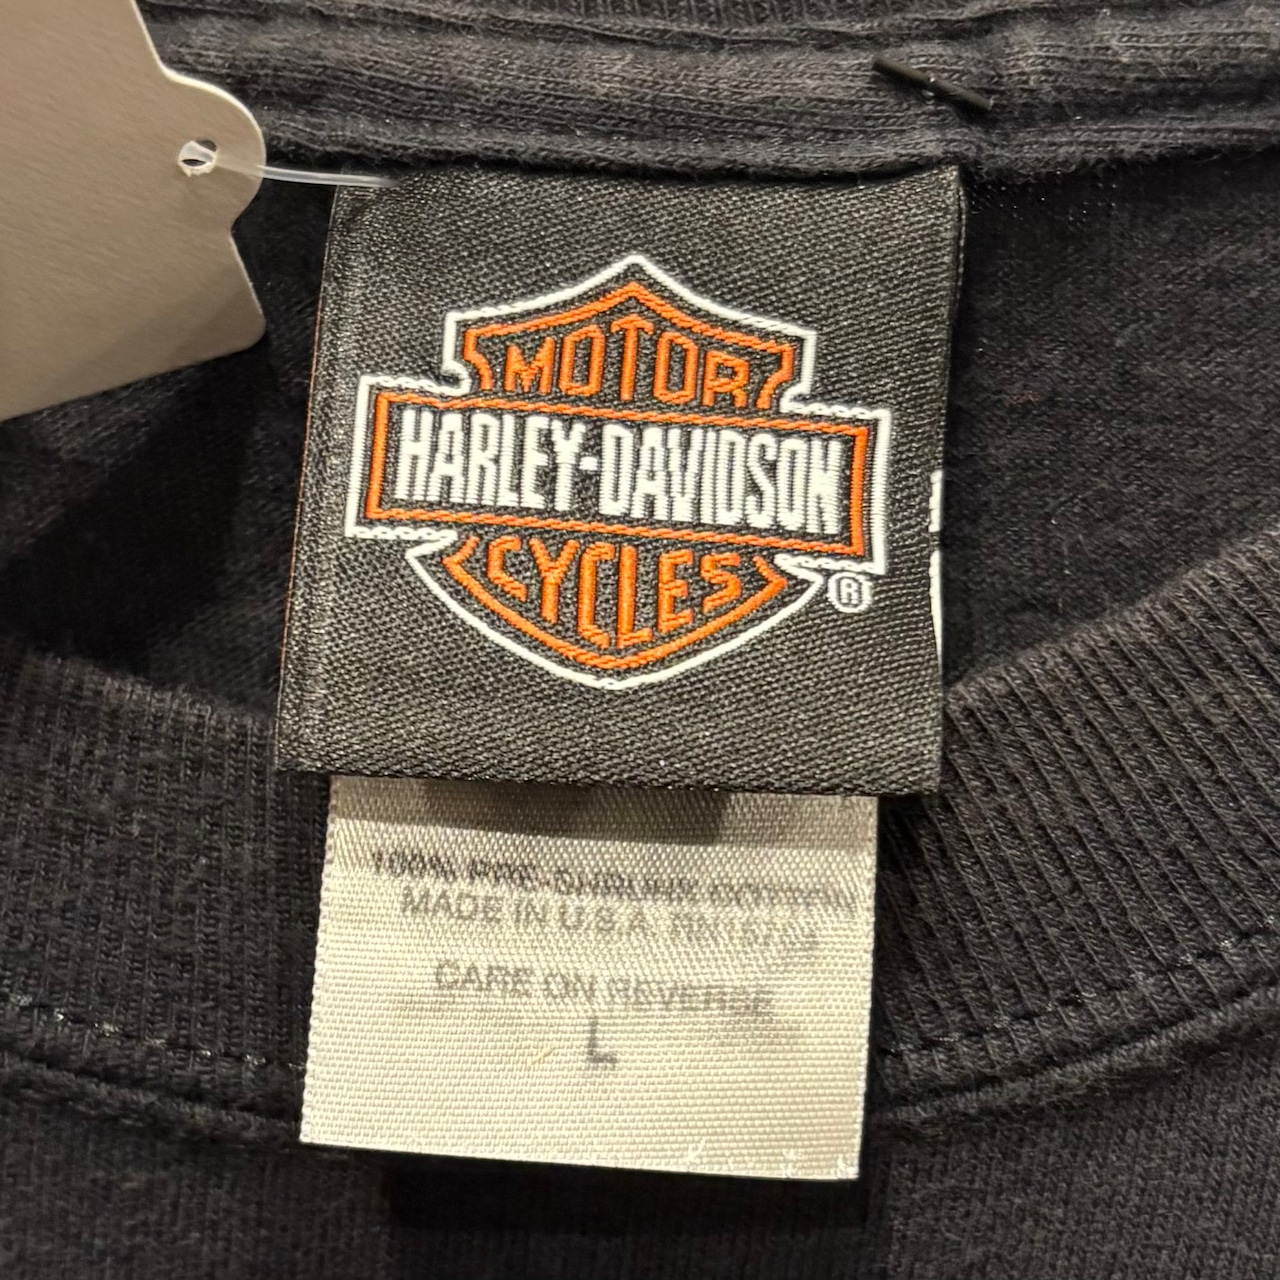 MOTOR
HARLEY-DAVIDSON
CYCLES
®
100% PRE-SHRUNK COTTON
MADE IN U.S.A.
CARE ON REVERSE
L